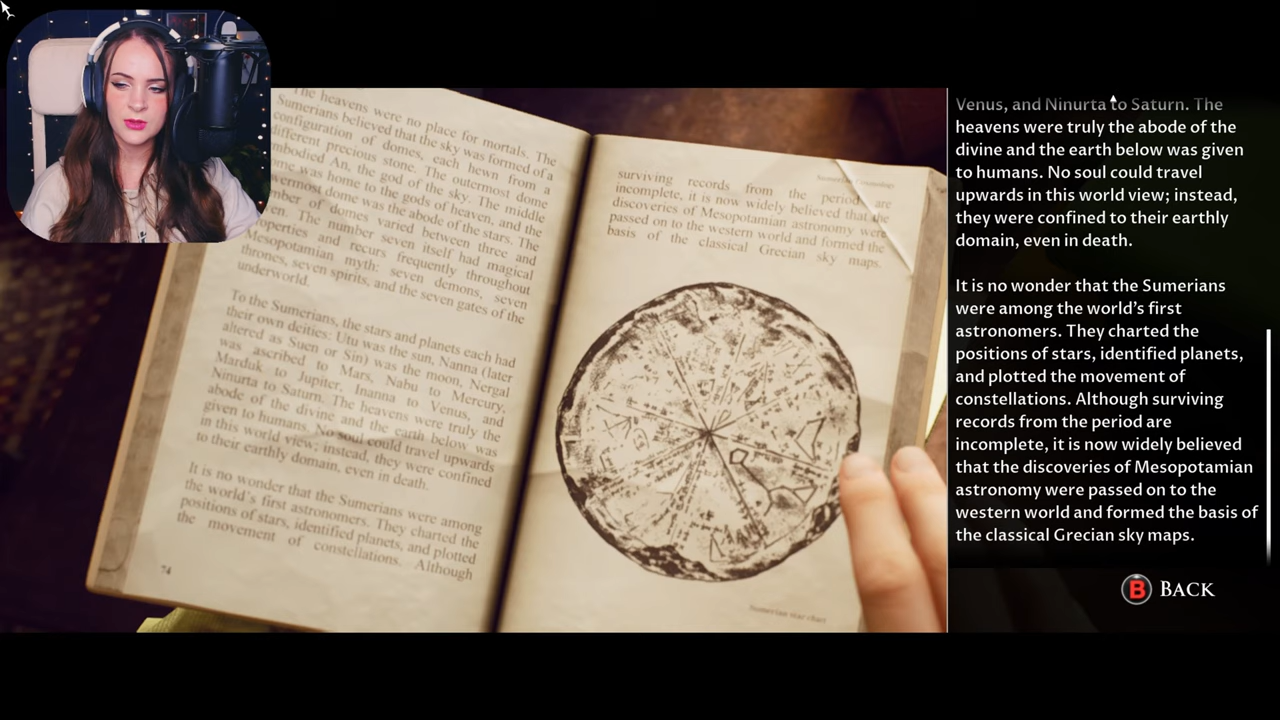 The heavens were no place for mortals. The
Sumerians believed that the sky was formed of a
configuration of domes, each hewn from a
different precious stone. The outermost dome
mbodied An, the god of the sky. The middle
ome was home to the gods of heaven, and the
wermost dome was the abode of the stars. The
mber of domes varied between three and
en. The number seven itself had magical
roperties and recurs frequently throughout
Mesopotamian myth: seven demons, seven
thrones, seven spirits, and the seven gates of the
underworld.
To the Sumerians, the stars and planets each had
their own deities: Utu was the sun, Nanna (later
altered as Suen or Sin) was the moon, Nergal
was ascribed to Mars, Nabu to Mercury,
Marduk to Jupiter, Inanna to Venus, and
Ninurta to Saturn. The heavens were truly the
abode of the divine and the earth below was
given to humans. No soul could travel upwards
in this world view; instead, they were confined
to their earthly domain, even in death.
It is no wonder that the Sumerians were among
the world's first astronomers. They charted the
positions of stars, identified planets, and plotted
the movement of constellations. Although
74
surviving records from the period are
incomplete, it is now widely believed that the
discoveries of Mesopotamian astronomy were
passed on to the western world and formed the
basis of the classical Grecian sky maps.
Sumerian star chart
Venus, and Ninurta to Saturn. The
heavens were truly the abode of the
divine and the earth below was given
to humans. No soul could travel
upwards in this world view; instead,
they were confined to their earthly
domain, even in death.
It is no wonder that the Sumerians
were among the world's first
astronomers. They charted the
positions of stars, identified planets,
and plotted the movement of
constellations. Although surviving
records from the period are
incomplete, it is now widely believed
that the discoveries of Mesopotamian
astronomy were passed on to the
western world and formed the basis of
the classical Grecian sky maps.
B BACK